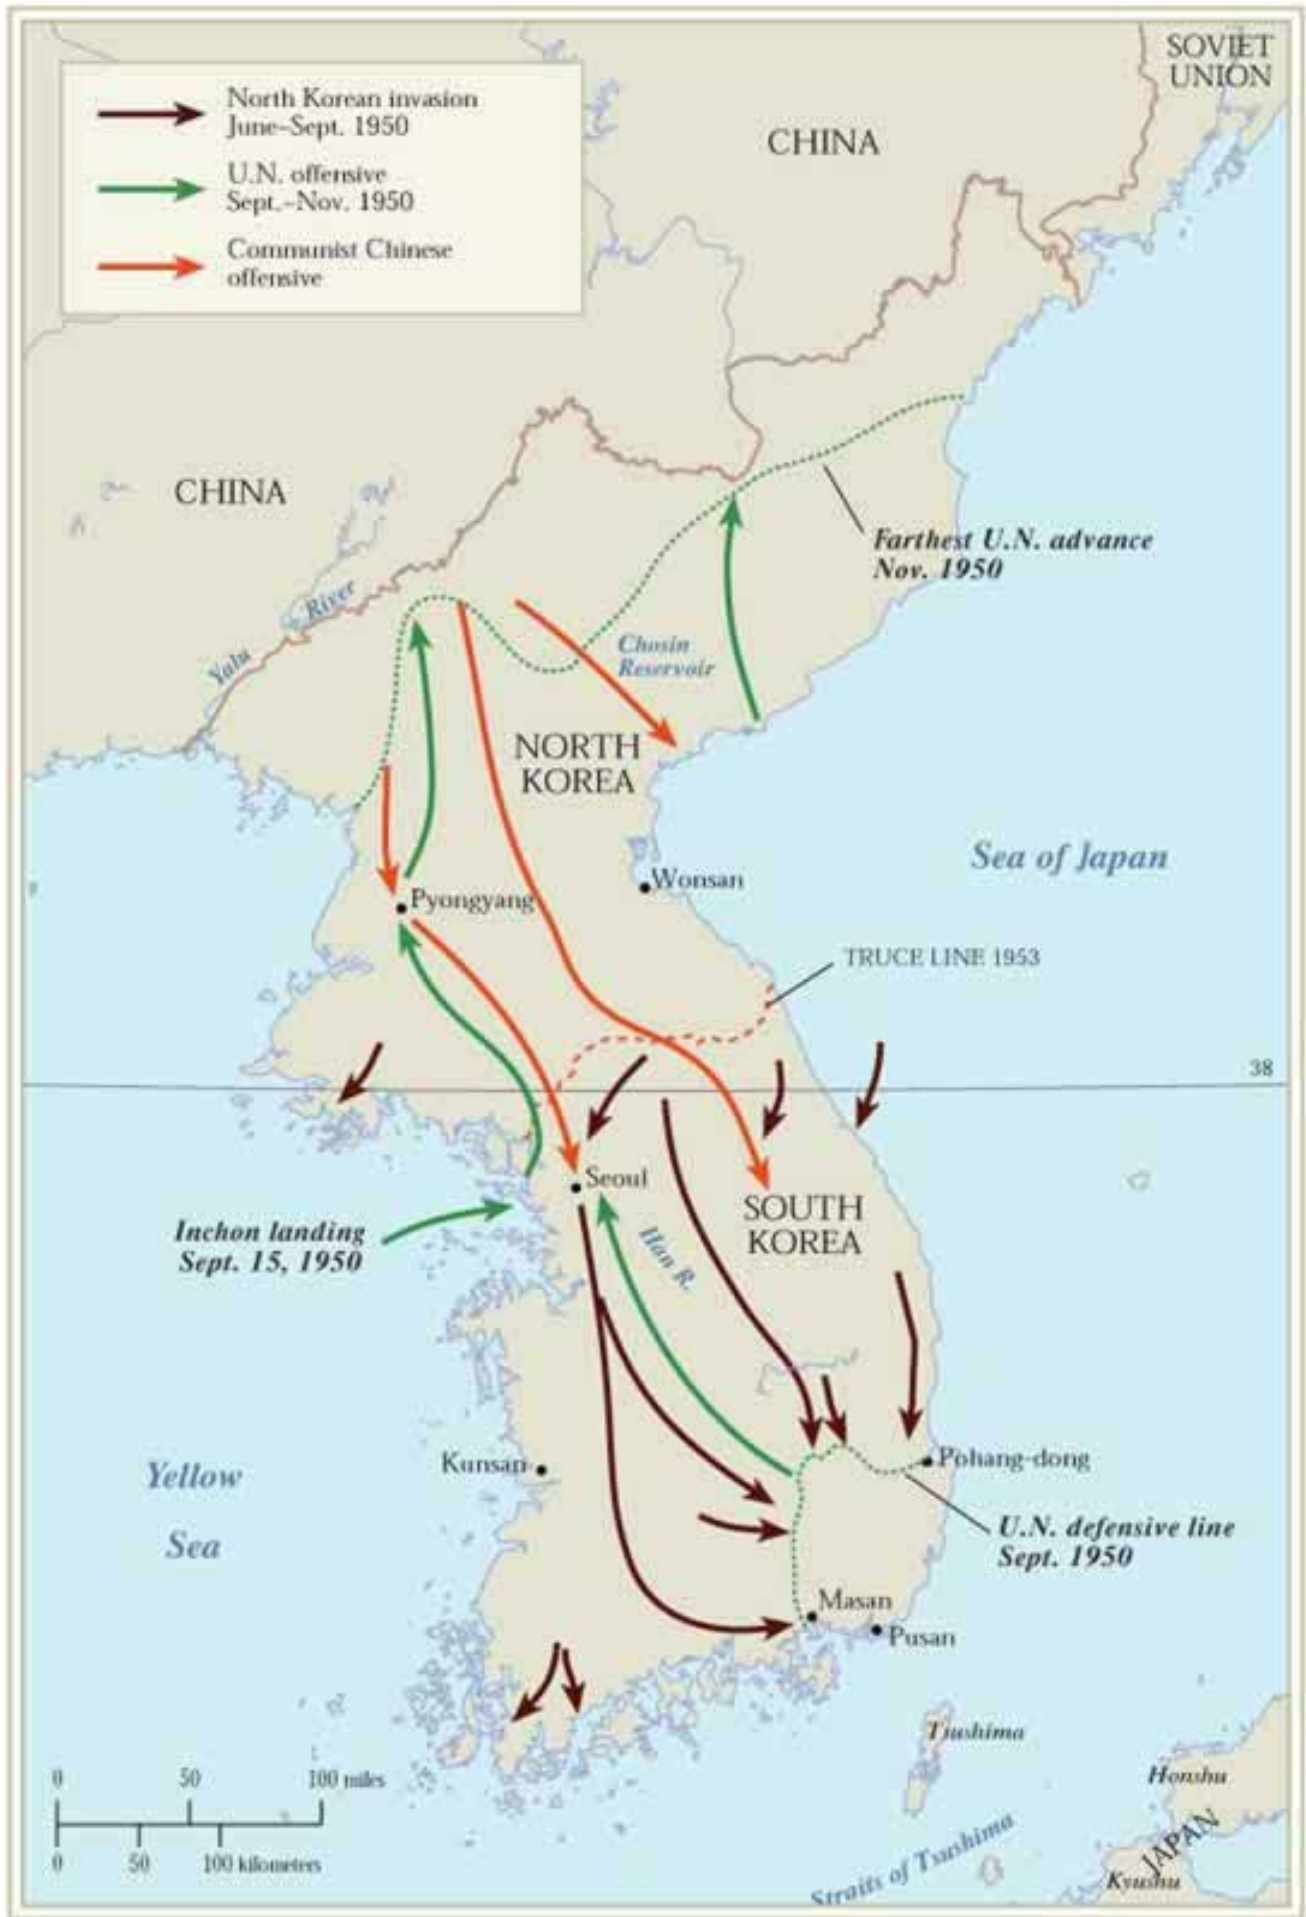 North Korean invasion
June–Sept. 1950
U.N. offensive
Sept.–Nov. 1950
Communist Chinese
offensive
SOVIET
UNION
CHINA
CHINA
Farthest U.N. advance
Nov. 1950
Yalu River
Chosin
Reservoir
NORTH
KOREA
Sea of Japan
Wonsan
Pyongyang
TRUCE LINE 1953
38
Seoul
Inchon landing
Sept. 15, 1950
SOUTH
KOREA
Han R.
Kunsan
Pohang-dong
Yellow
Sea
U.N. defensive line
Sept. 1950
Masan
Pusan
Tsushima
Honshu
JAPAN
Kyushu
Straits of Tsushima
0 50 100 miles
0 50 100 kilometers